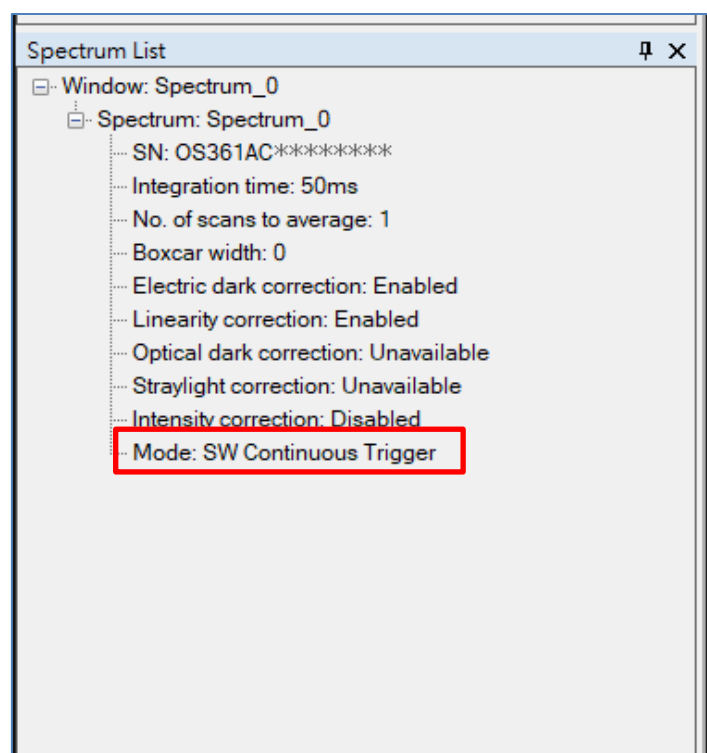 Spectrum List
Window: Spectrum_0
Spectrum: Spectrum_0
SN: OS361AC********
Integration time: 50ms
No. of scans to average: 1
Boxcar width: 0
Electric dark correction: Enabled
Linearity correction: Enabled
Optical dark correction: Unavailable
Straylight correction: Unavailable
Intensity correction: Disabled
Mode: SW Continuous Trigger